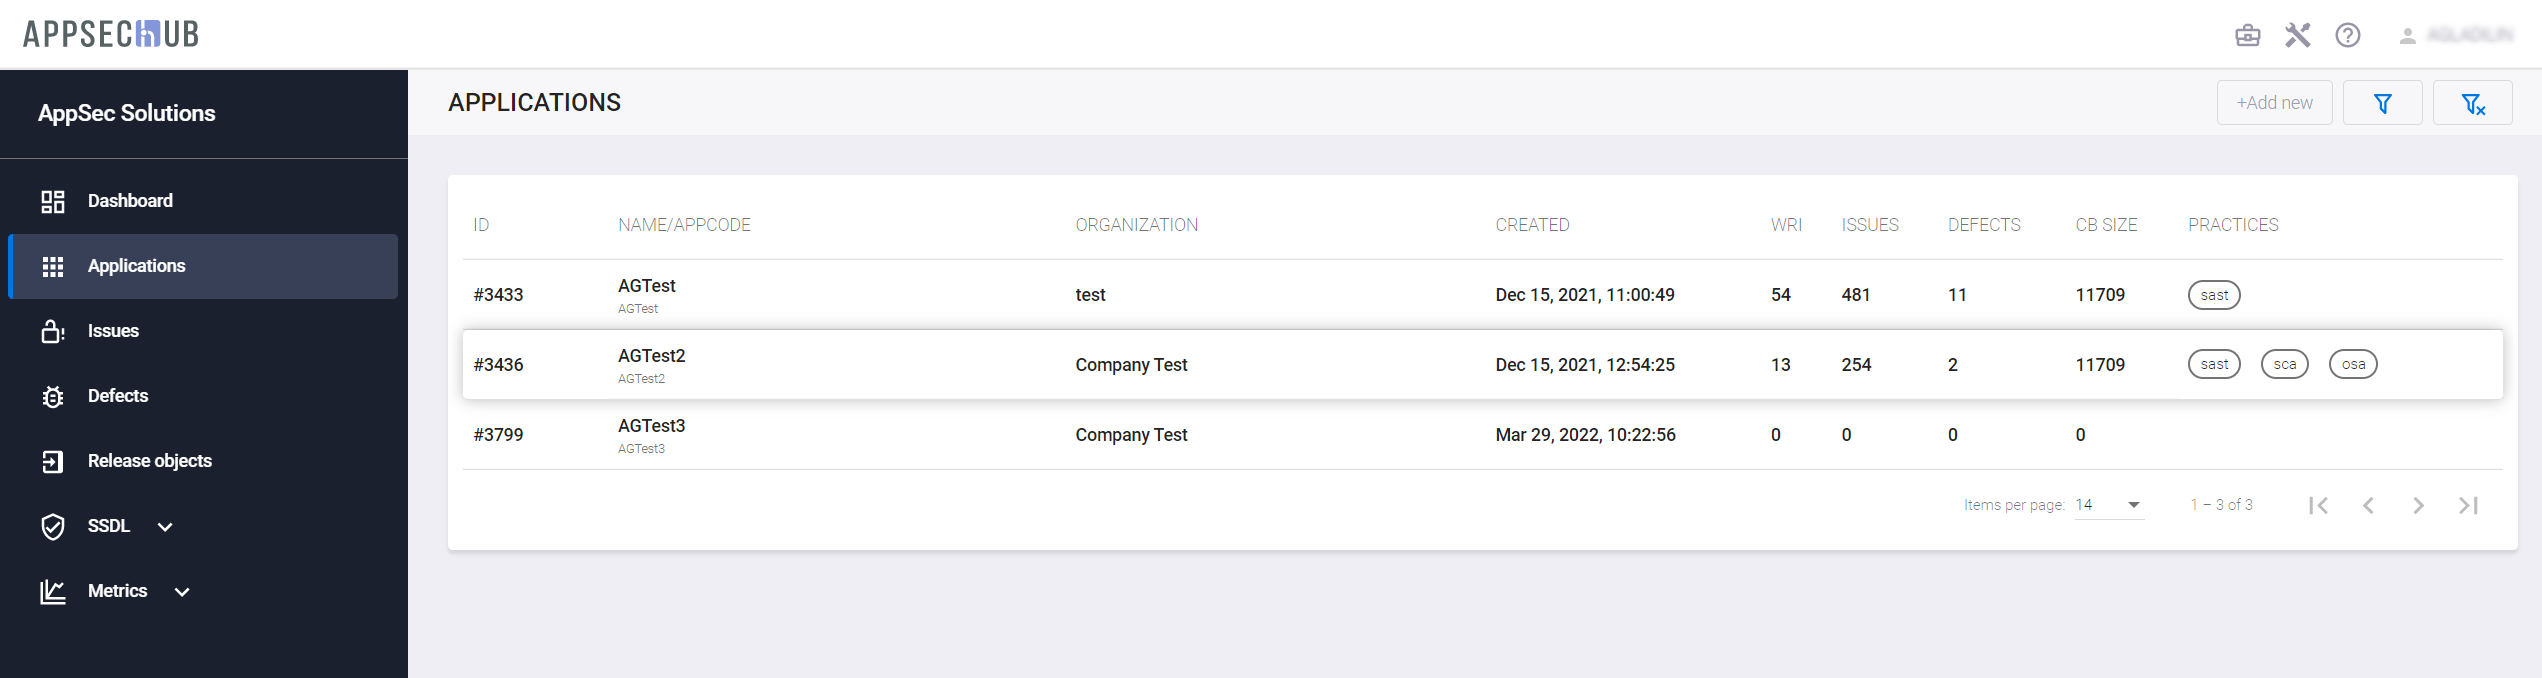 APPSECHUB
AppSec Solutions
Dashboard
Applications
Issues
Defects
Release objects
SSDL
Metrics
APPLICATIONS
+Add new
ID NAME/APPCODE ORGANIZATION CREATED WRI ISSUES DEFECTS CB SIZE PRACTICES
#3433 AGTest test Dec 15, 2021, 11:00:49 54 481 11 11709 sast
AGTest
#3436 AGTest2 Company Test Dec 15, 2021, 12:54:25 13 254 2 11709 sast sca osa
AGTest2
#3799 AGTest3 Company Test Mar 29, 2022, 10:22:56 0 0 0 0
AGTest3
Items per page: 14 1 – 3 of 3